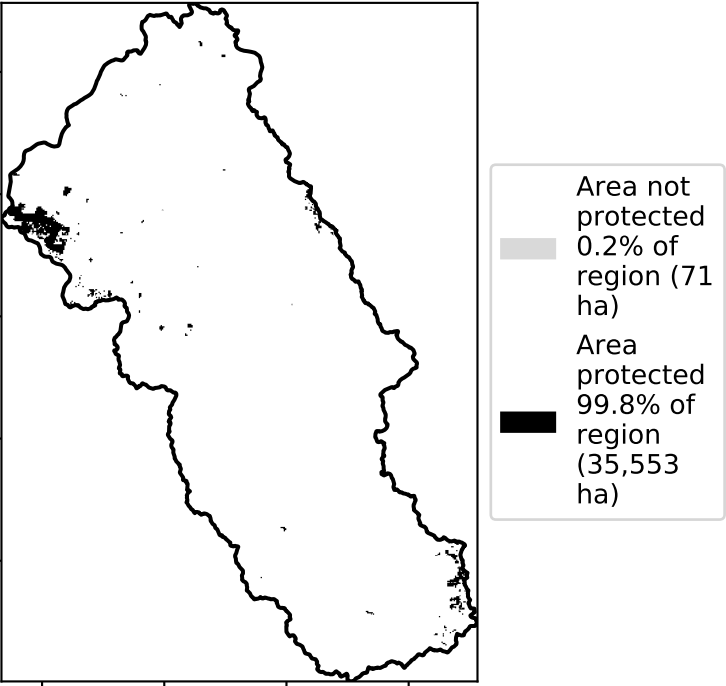 Area not
protected
0.2% of
region (71
ha)
Area
protected
99.8% of
region
(35,553
ha)